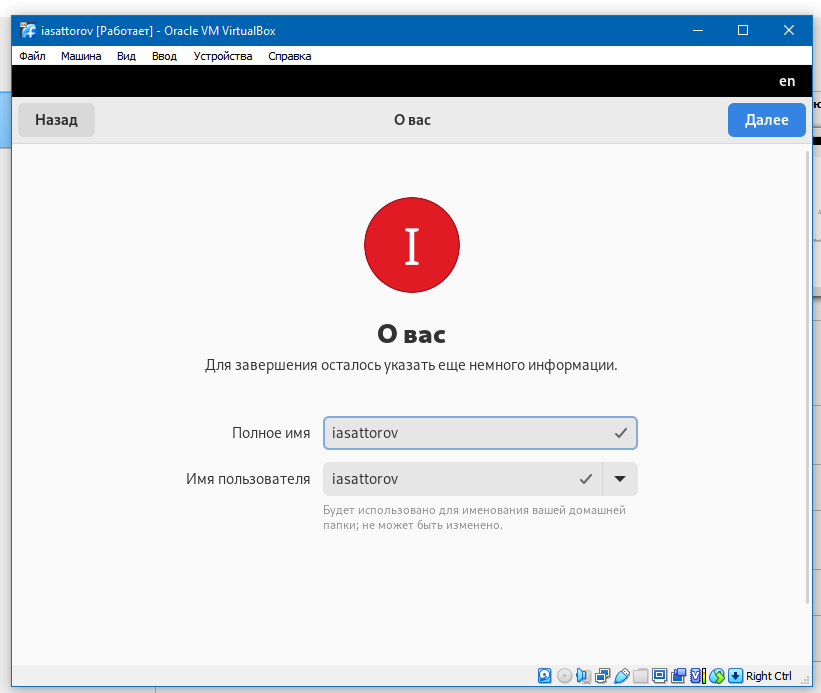 iasattorov [Работает] - Oracle VM VirtualBox
Файл Машина Вид Ввод Устройства Справка
en
Назад О вас Далее
I
О вас
Для завершения осталось указать еще немного информации.
Полное имя iasattorov
Имя пользователя iasattorov
Будет использовано для именования вашей домашней
папки; не может быть изменено.
Right Ctrl